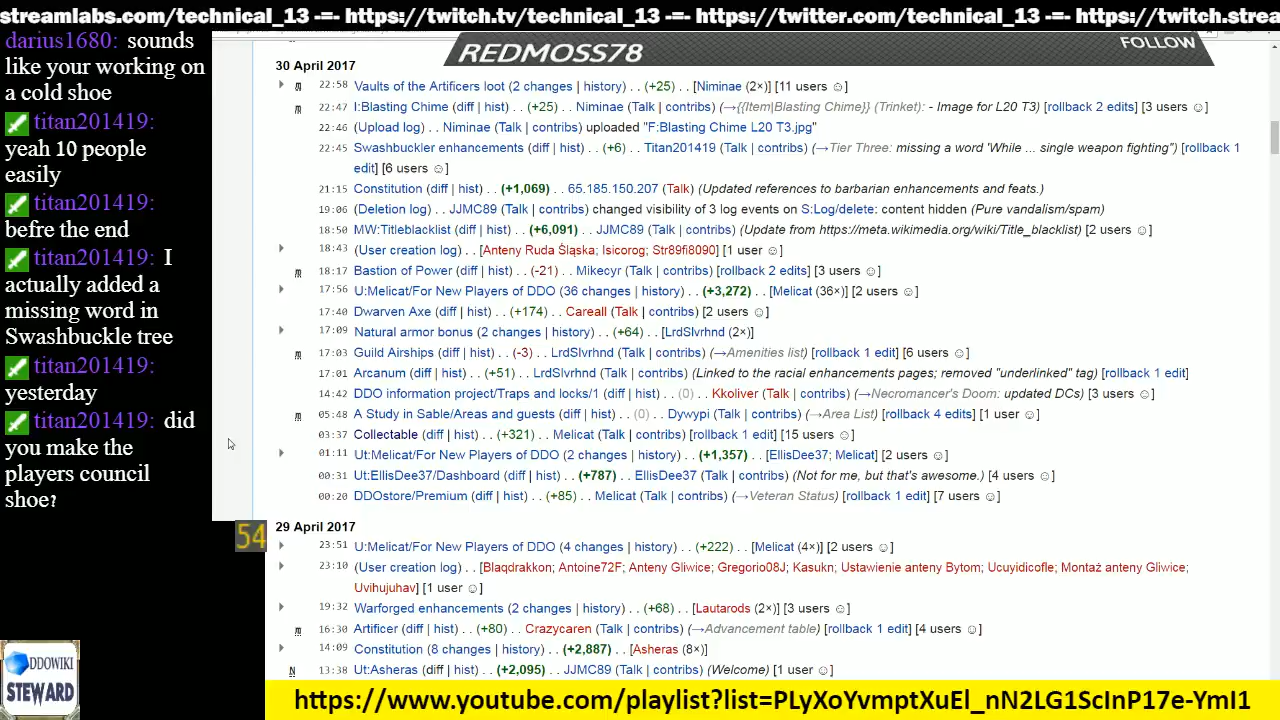 streamlabs.com/technical_13 -=- https://twitch.tv/technical_13 -=- https://twitter.com/technical_13 -=- https://twitch.strea
darius1680: sounds
like your working on
a cold shoe
titan201419:
yeah 10 people
easily
titan201419:
befre the end
titan201419: I
actually added a
missing word in
Swashbuckle tree
titan201419:
yesterday
titan201419: did
you make the
players council
shoe?
REDMOSS78
FOLLOW
30 April 2017
22:58 Vaults of the Artificers loot (2 changes | history) . . (+25) . . [Niminae (2×)] [11 users ☺]
m 22:47 I:Blasting Chime (diff | hist) . . (+25) . . Niminae (Talk | contribs) (→{{Item|Blasting Chime}} (Trinket): - Image for L20 T3) [rollback 2 edits] [3 users ☺]
22:46 (Upload log) . . Niminae (Talk | contribs) uploaded "F:Blasting Chime L20 T3.jpg"
22:45 Swashbuckler enhancements (diff | hist) . . (+6) . . Titan201419 (Talk | contribs) (→Tier Three: missing a word 'While ... single weapon fighting") [rollback 1
edit] [6 users ☺]
21:15 Constitution (diff | hist) . . (+1,069) . . 65.185.150.207 (Talk) (Updated references to barbarian enhancements and feats.)
19:06 (Deletion log) . . JJMC89 (Talk | contribs) changed visibility of 3 log events on S:Log/delete: content hidden (Pure vandalism/spam)
18:50 MW:Titleblacklist (diff | hist) . . (+6,091) . . JJMC89 (Talk | contribs) (Update from https://meta.wikimedia.org/wiki/Title_blacklist) [2 users ☺]
18:43 (User creation log) . . [Anteny Ruda Śląska; Isicorog; Str89fi8090] [1 user ☺]
m 18:17 Bastion of Power (diff | hist) . . (-21) . . Mikecyr (Talk | contribs) [rollback 2 edits] [3 users ☺]
17:56 U:Melicat/For New Players of DDO (36 changes | history) . . (+3,272) . . [Melicat (36×)] [2 users ☺]
17:40 Dwarven Axe (diff | hist) . . (+174) . . Careall (Talk | contribs) [2 users ☺]
17:09 Natural armor bonus (2 changes | history) . . (+64) . . [LrdSlvrhnd (2×)]
m 17:03 Guild Airships (diff | hist) . . (-3) . . LrdSlvrhnd (Talk | contribs) (→Amenities list) [rollback 1 edit] [6 users ☺]
17:01 Arcanum (diff | hist) . . (+51) . . LrdSlvrhnd (Talk | contribs) (Linked to the racial enhancements pages; removed "underlinked" tag) [rollback 1 edit]
14:42 DDO information project/Traps and locks/1 (diff | hist) . . (0) . . Kkoliver (Talk | contribs) (→Necromancer's Doom: updated DCs) [3 users ☺]
m 05:48 A Study in Sable/Areas and guests (diff | hist) . . (0) . . Dywypi (Talk | contribs) (→Area List) [rollback 4 edits] [1 user ☺]
03:37 Collectable (diff | hist) . . (+321) . . Melicat (Talk | contribs) [rollback 1 edit] [15 users ☺]
01:11 Ut:Melicat/For New Players of DDO (2 changes | history) . . (+1,357) . . [EllisDee37; Melicat] [2 users ☺]
00:31 Ut:EllisDee37/Dashboard (diff | hist) . . (+787) . . EllisDee37 (Talk | contribs) (Not for me, but that's awesome.) [4 users ☺]
00:20 DDOstore/Premium (diff | hist) . . (+85) . . Melicat (Talk | contribs) (→Veteran Status) [rollback 1 edit] [7 users ☺]
54
29 April 2017
23:51 U:Melicat/For New Players of DDO (4 changes | history) . . (+222) . . [Melicat (4×)] [2 users ☺]
23:10 (User creation log) . . [Blaqdrakkon; Antoine72F; Anteny Gliwice; Gregorio08J; Kasukn; Ustawienie anteny Bytom; Ucuyidicofle; Montaż anteny Gliwice;
Uvihujuhav] [1 user ☺]
19:32 Warforged enhancements (2 changes | history) . . (+68) . . [Lautarods (2×)] [3 users ☺]
m 16:30 Artificer (diff | hist) . . (+80) . . Crazycaren (Talk | contribs) (→Advancement table) [rollback 1 edit] [4 users ☺]
14:09 Constitution (8 changes | history) . . (+2,887) . . [Asheras (8×)]
N 13:38 Ut:Asheras (diff | hist) . . (+2,095) . . JJMC89 (Talk | contribs) (Welcome) [1 user ☺]
DDOWIKI
STEWARD
https://www.youtube.com/playlist?list=PLyXoYvmptXuEl_nN2LG1ScInP17e-YmI1